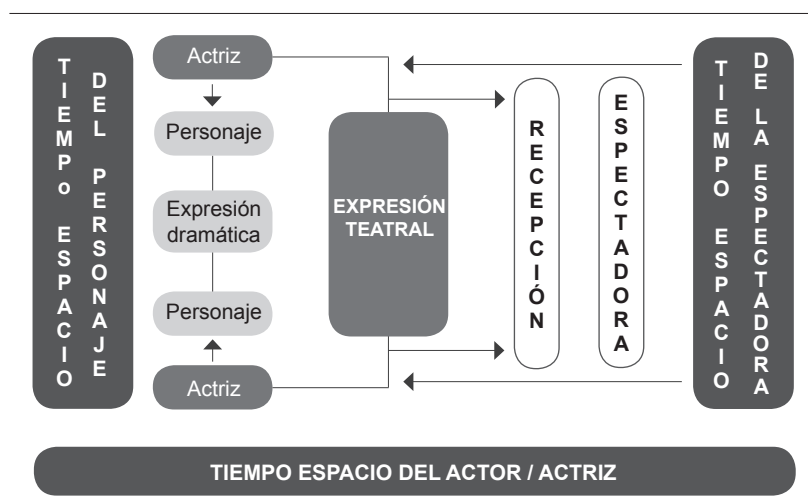 TIEMPo ESPACIO
DEL PERSONAJE
Actriz
Personaje
Expresión
dramática
Personaje
Actriz
EXPRESIÓN
TEATRAL
RECEPCIÓN
ESPECTADORA
TIEMPO ESPACIO
DE LA ESPECTADORA
TIEMPO ESPACIO DEL ACTOR / ACTRIZ